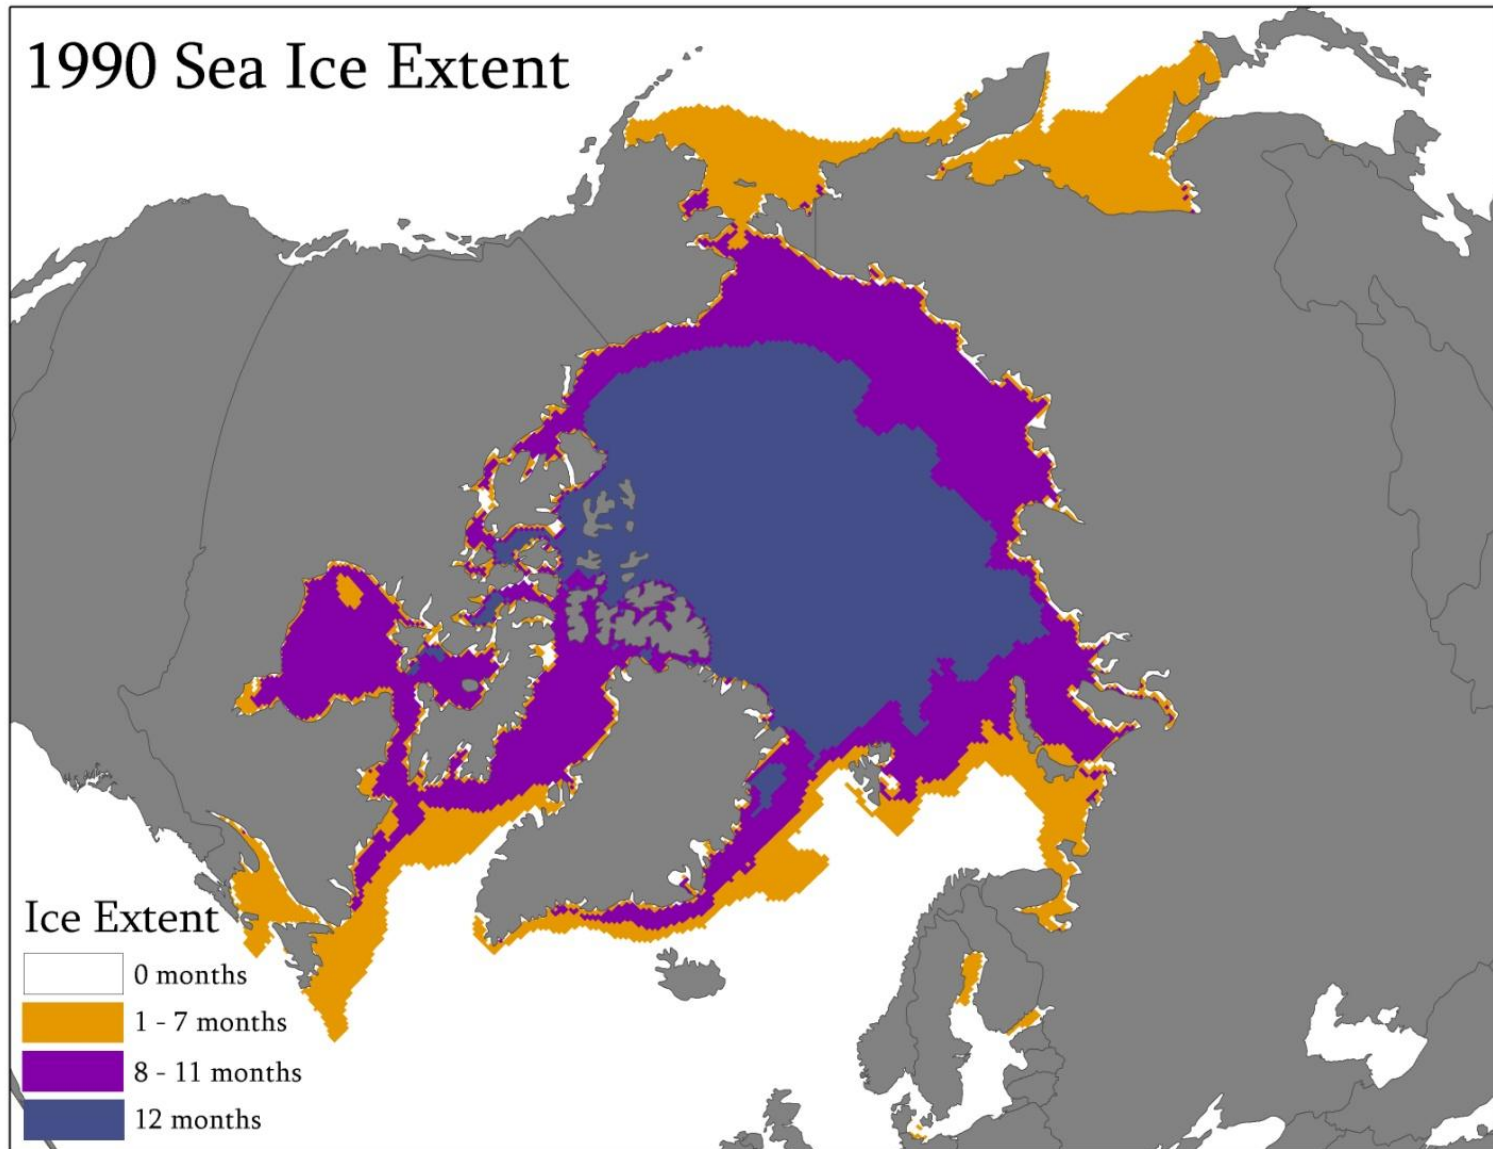 1990 Sea Ice Extent
Ice Extent
0 months
1 - 7 months
8 - 11 months
12 months